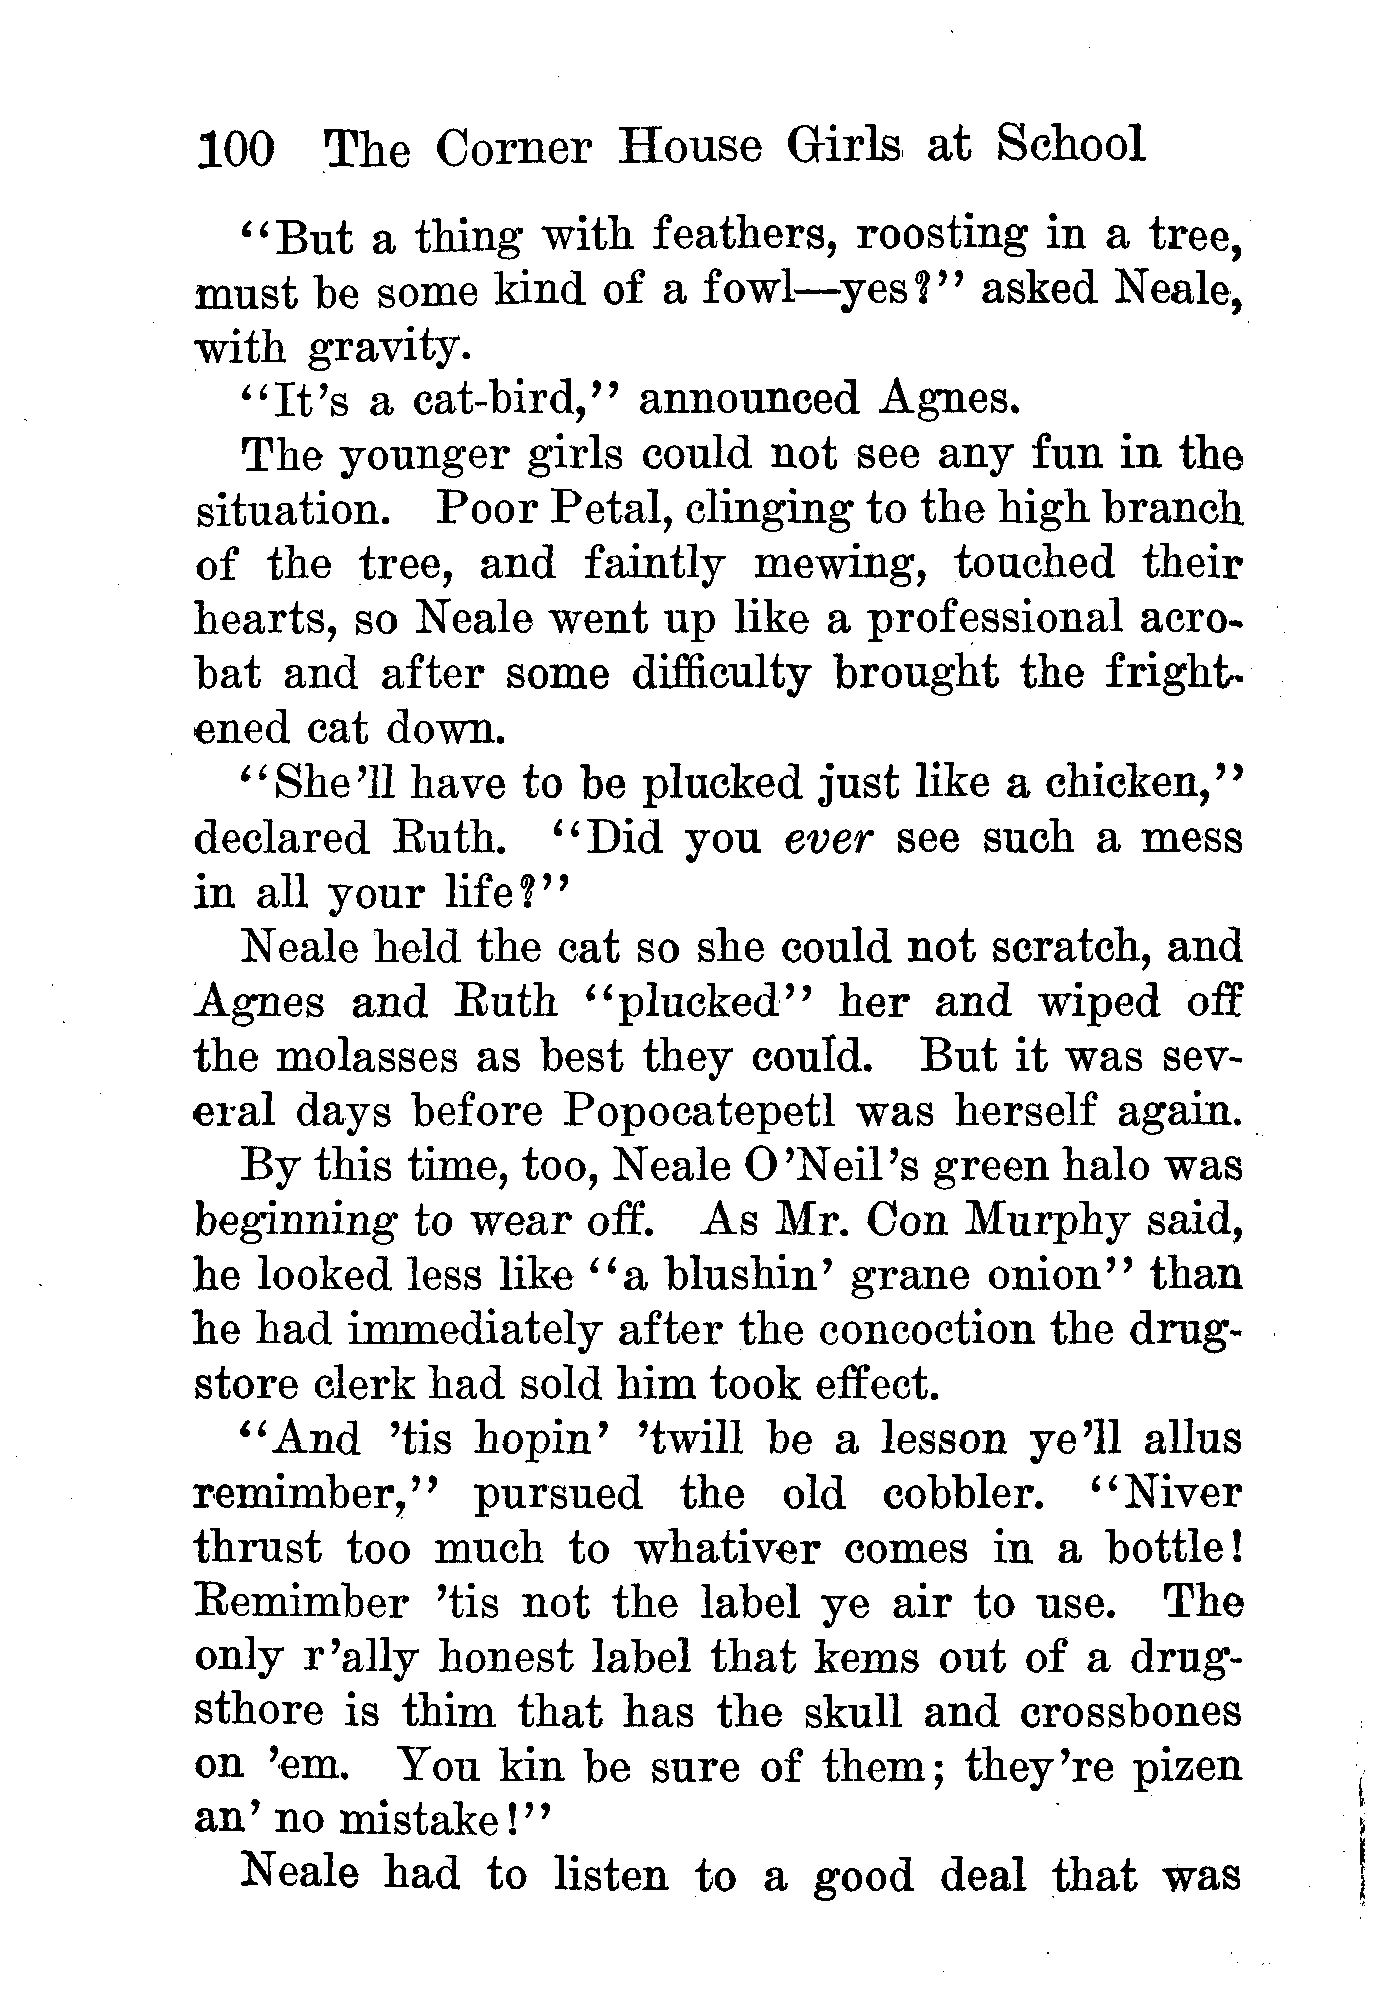 100 The Corner House Girls at School
“But a thing with feathers, roosting in a tree,
must be some kind of a fowl—yes?” asked Neale,
with gravity.
“It’s a cat-bird,” announced Agnes.
The younger girls could not see any fun in the
situation. Poor Petal, clinging to the high branch
of the tree, and faintly mewing, touched their
hearts, so Neale went up like a professional acro-
bat and after some difficulty brought the fright-
ened cat down.
“She’ll have to be plucked just like a chicken,”
declared Ruth. “Did you ever see such a mess
in all your life?”
Neale held the cat so she could not scratch, and
Agnes and Ruth “plucked” her and wiped off
the molasses as best they could. But it was sev-
eral days before Popocatepetl was herself again.
By this time, too, Neale O’Neil’s green halo was
beginning to wear off. As Mr. Con Murphy said,
he looked less like “a blushin’ grane onion” than
he had immediately after the concoction the drug-
store clerk had sold him took effect.
“And ’tis hopin’ ’twill be a lesson ye’ll allus
remimber,” pursued the old cobbler. “Niver
thrust too much to whativer comes in a bottle!
Remimber ’tis not the label ye air to use. The
only r’ally honest label that kems out of a drug-
sthore is thim that has the skull and crossbones
on ’em. You kin be sure of them; they’re pizen
an’ no mistake!”
Neale had to listen to a good deal that was